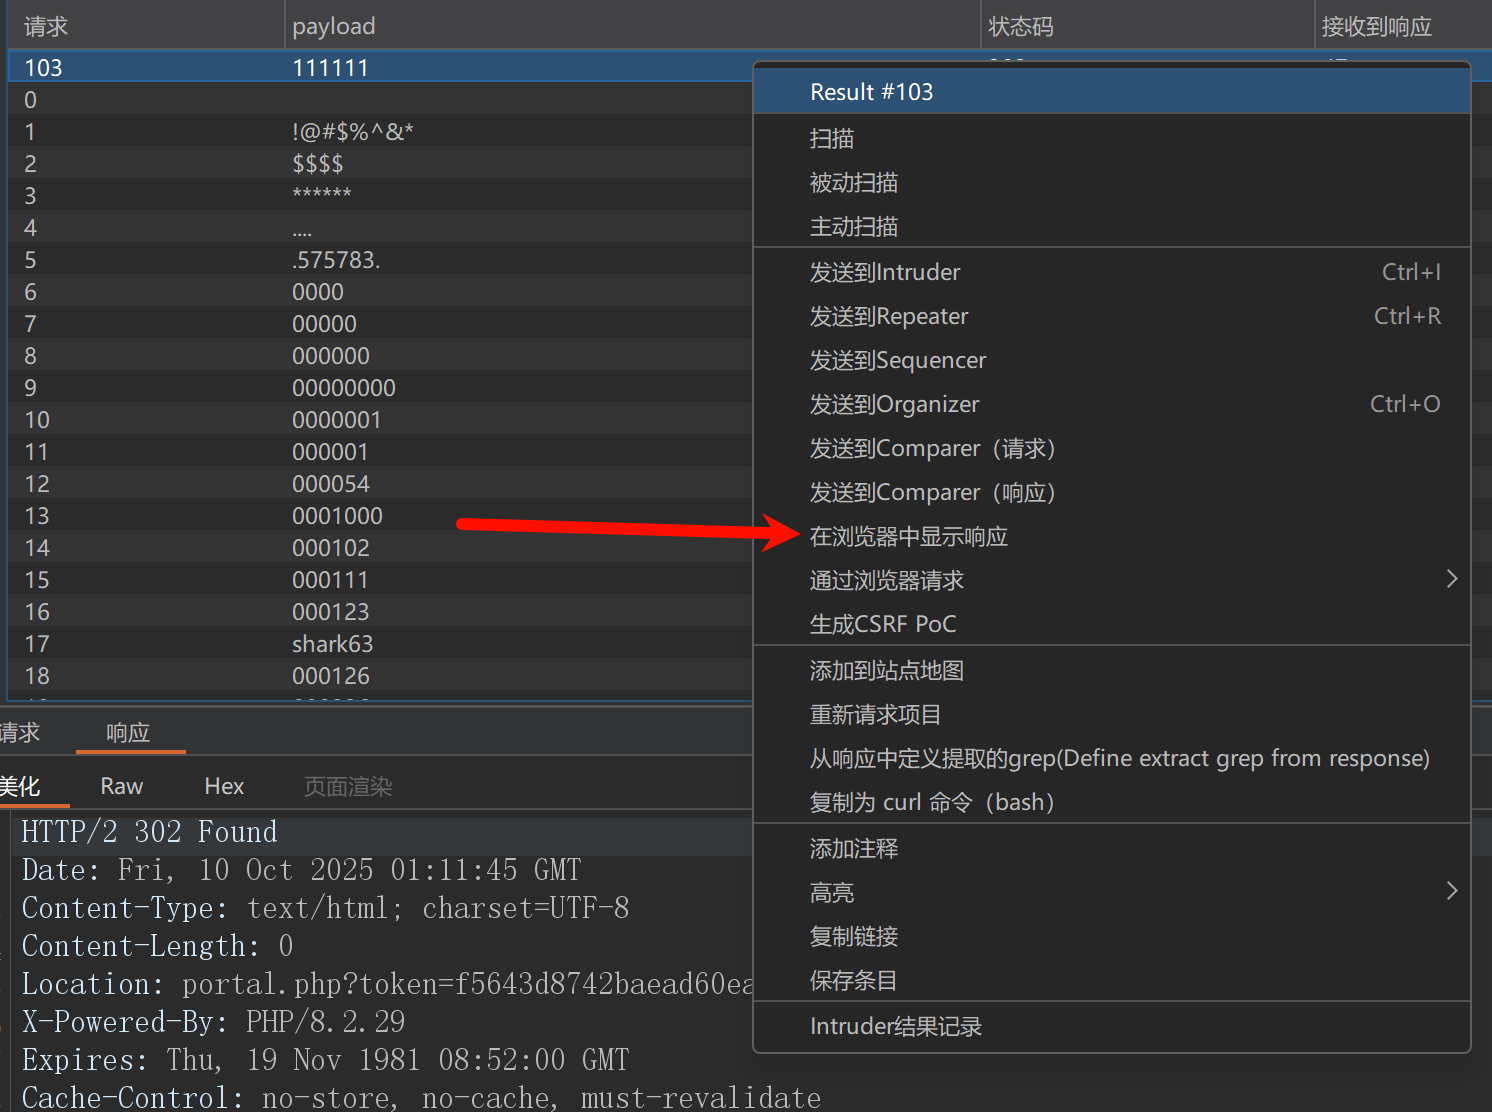 请求 payload 状态码 接收到响应
103 111111
0
1 !@#$%^&*
2 $$$$
3 ******
4 ....
5 .575783.
6 0000
7 00000
8 000000
9 00000000
10 0000001
11 000001
12 000054
13 0001000
14 000102
15 000111
16 000123
17 shark63
18 000126
Result #103
扫描
被动扫描
主动扫描
发送到Intruder Ctrl+I
发送到Repeater Ctrl+R
发送到Sequencer
发送到Organizer Ctrl+O
发送到Comparer（请求）
发送到Comparer（响应）
在浏览器中显示响应
通过浏览器请求
生成CSRF PoC
添加到站点地图
重新请求项目
从响应中定义提取的grep(Define extract grep from response)
复制为 curl 命令（bash）
添加注释
高亮
复制链接
保存条目
Intruder结果记录
请求 响应
美化 Raw Hex 页面渲染
HTTP/2 302 Found
Date: Fri, 10 Oct 2025 01:11:45 GMT
Content-Type: text/html; charset=UTF-8
Content-Length: 0
Location: portal.php?token=f5643d8742baead60ea
X-Powered-By: PHP/8.2.29
Expires: Thu, 19 Nov 1981 08:52:00 GMT
Cache-Control: no-store, no-cache, must-revalidate